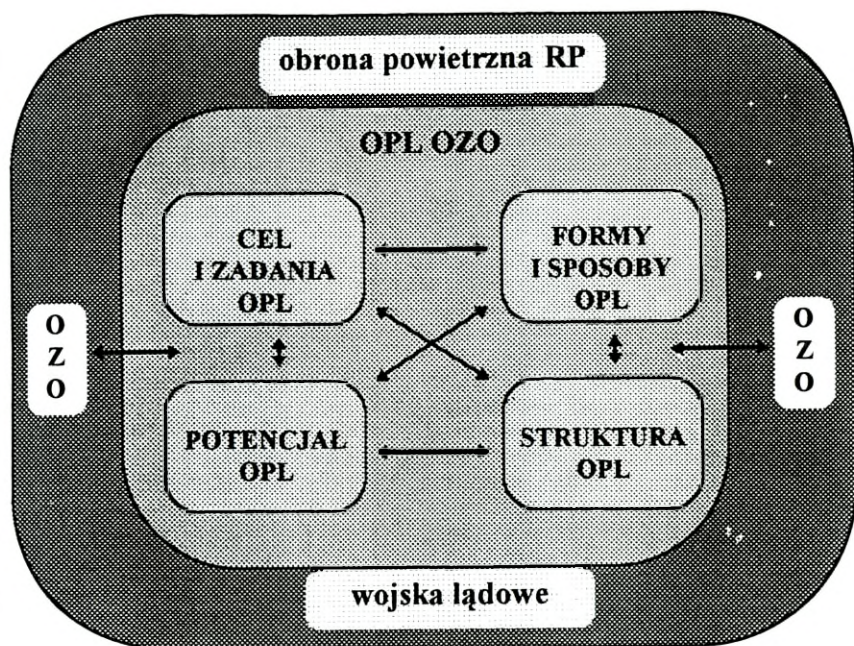 obrona powietrzna RP
OPL OZO
CEL
I ZADANIA
OPL
FORMY
I SPOSOBY
OPL
O
Z
O
O
Z
O
POTENCJAŁ
OPL
STRUKTURA
OPL
wojska lądowe